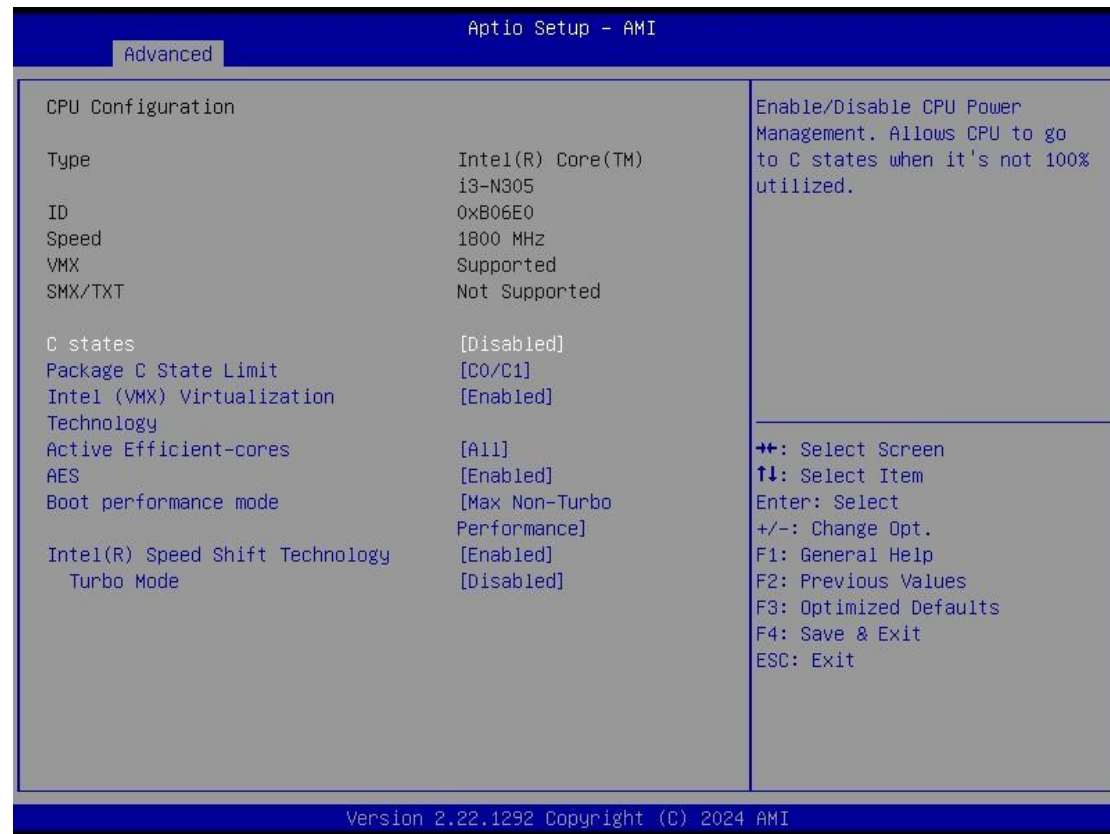 Aptio Setup – AMI
Advanced
CPU Configuration
Type Intel(R) Core(TM)
i3-N305
ID 0xB06E0
Speed 1800 MHz
VMX Supported
SMX/TXT Not Supported
C states [Disabled]
Package C State Limit [C0/C1]
Intel (VMX) Virtualization [Enabled]
Technology
Active Efficient-cores [All]
AES [Enabled]
Boot performance mode [Max Non-Turbo
Performance]
Intel(R) Speed Shift Technology [Enabled]
Turbo Mode [Disabled]
Enable/Disable CPU Power
Management. Allows CPU to go
to C states when it's not 100%
utilized.
→←: Select Screen
↑↓: Select Item
Enter: Select
+/-: Change Opt.
F1: General Help
F2: Previous Values
F3: Optimized Defaults
F4: Save & Exit
ESC: Exit
Version 2.22.1292 Copyright (C) 2024 AMI